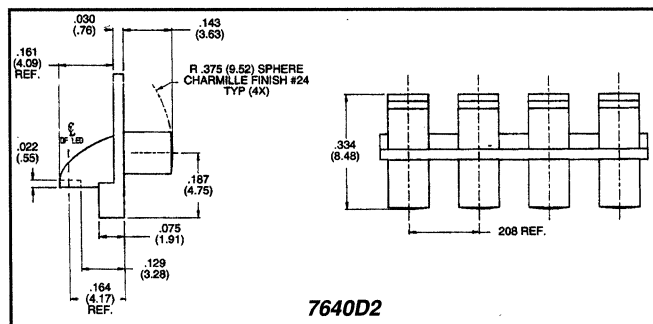 .030
(.76)
.143
(3.63)
.161
(4.09)
REF.
R .375 (9.52) SPHERE
CHARMILLE FINISH #24
TYP (4X)
℄
OF LED
.022
(.55)
.187
(4.75)
.075
(1.91)
.129
(3.28)
.164
(4.17)
REF.
.334
(8.48)
208 REF.
7640D2